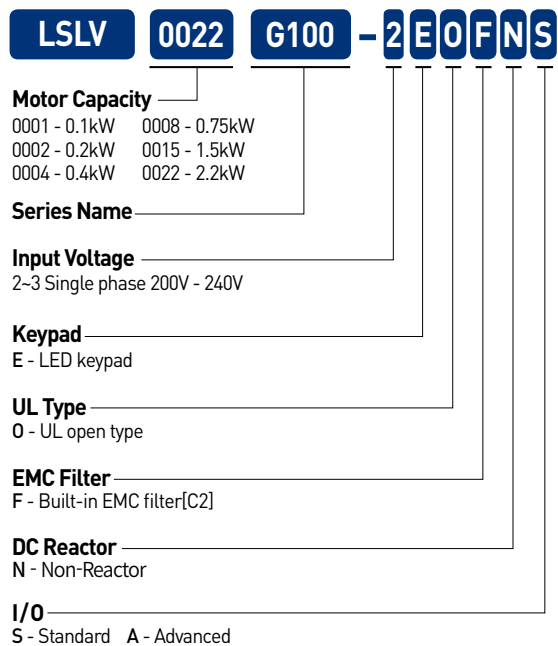 LSLV 0022 G100 - 2 E O F N S
Motor Capacity
0001 - 0.1kW 0008 - 0.75kW
0002 - 0.2kW 0015 - 1.5kW
0004 - 0.4kW 0022 - 2.2kW
Series Name
Input Voltage
2~3 Single phase 200V - 240V
Keypad
E - LED keypad
UL Type
O - UL open type
EMC Filter
F - Built-in EMC filter[C2]
DC Reactor
N - Non-Reactor
I/O
S - Standard A - Advanced